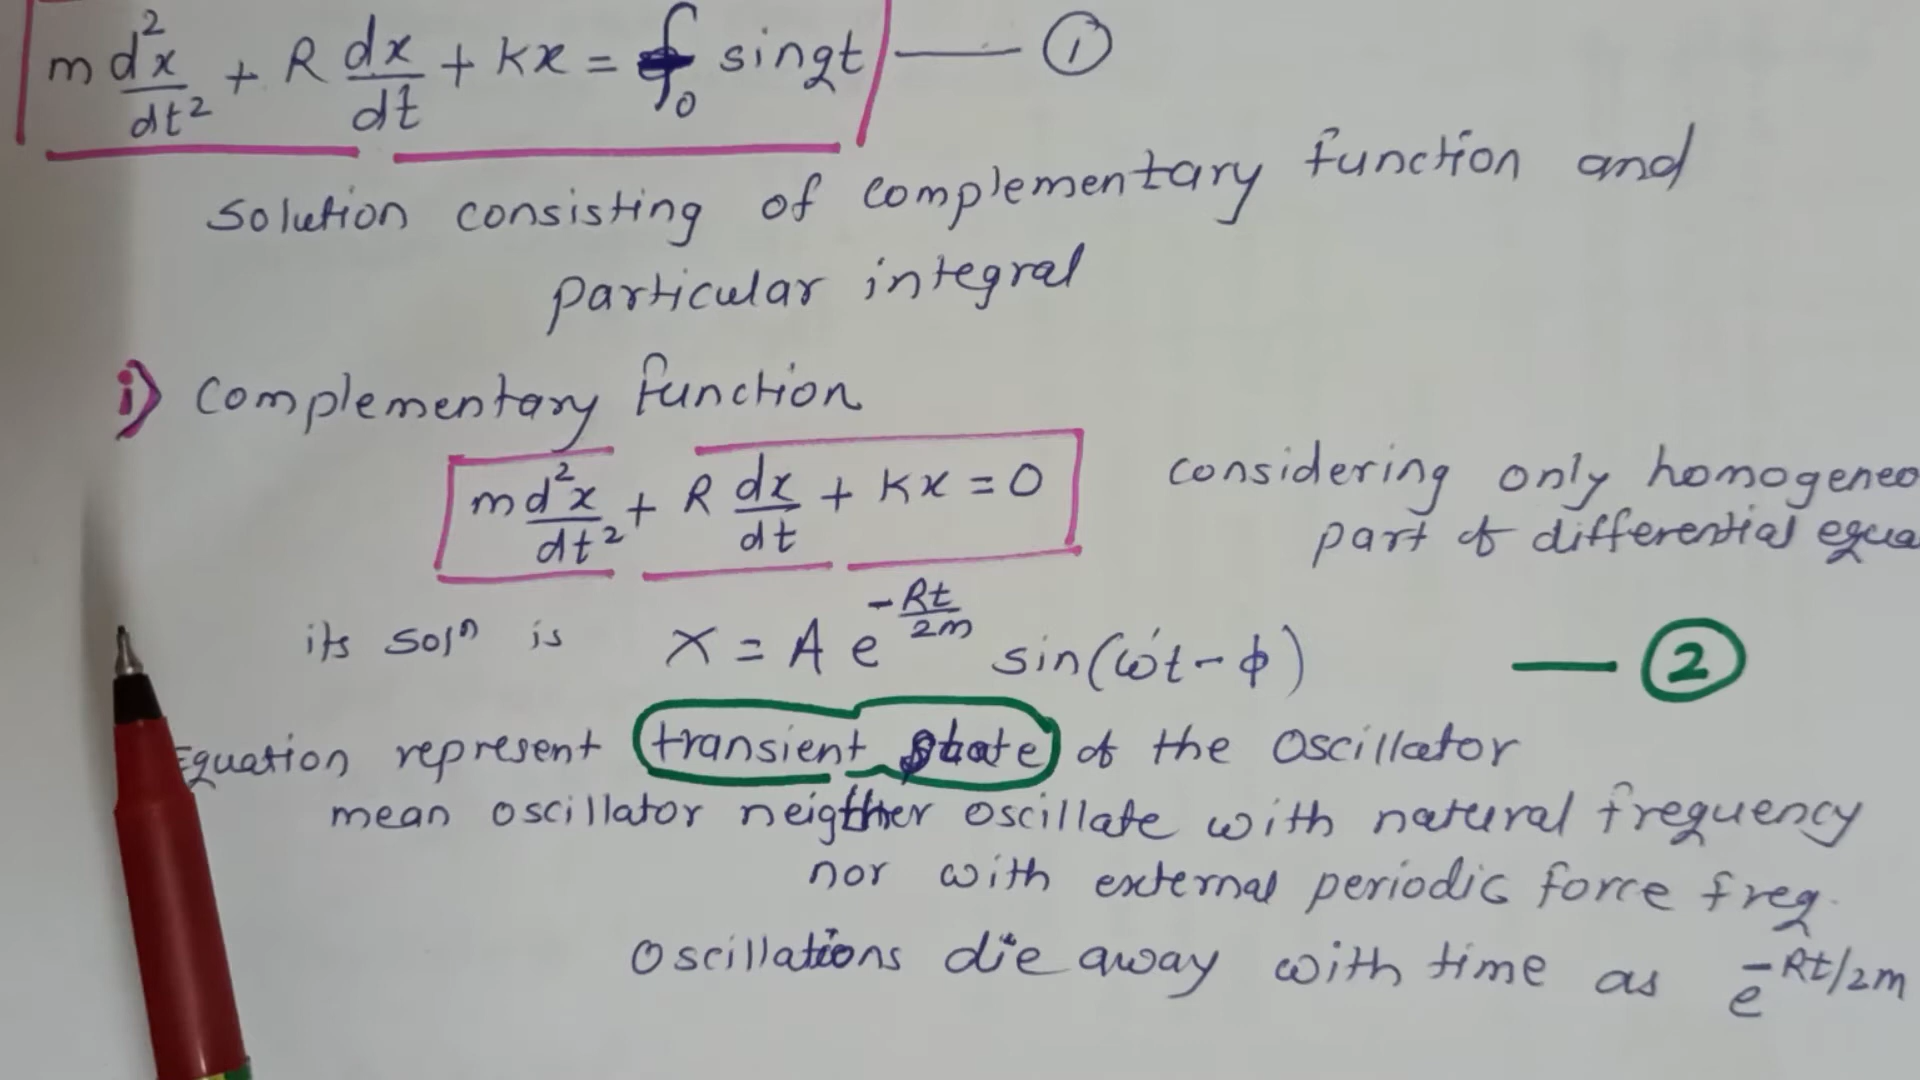 m d²x/dt² + R dx/dt + kx = f₀ sinqt — ①
solution consisting of complementary function and
particular integral
i) complementary function
m d²x/dt² + R dx/dt + kx = 0 considering only homogeneo
part of differential equa
its solⁿ is x = A e^(-Rt/2m) sin(ω't - ϕ) — ②
Equation represent transient state of the oscillator
mean oscillator neigther oscillate with natural frequency
nor with external periodic force freq.
oscillations die away with time as e^(-Rt/2m)